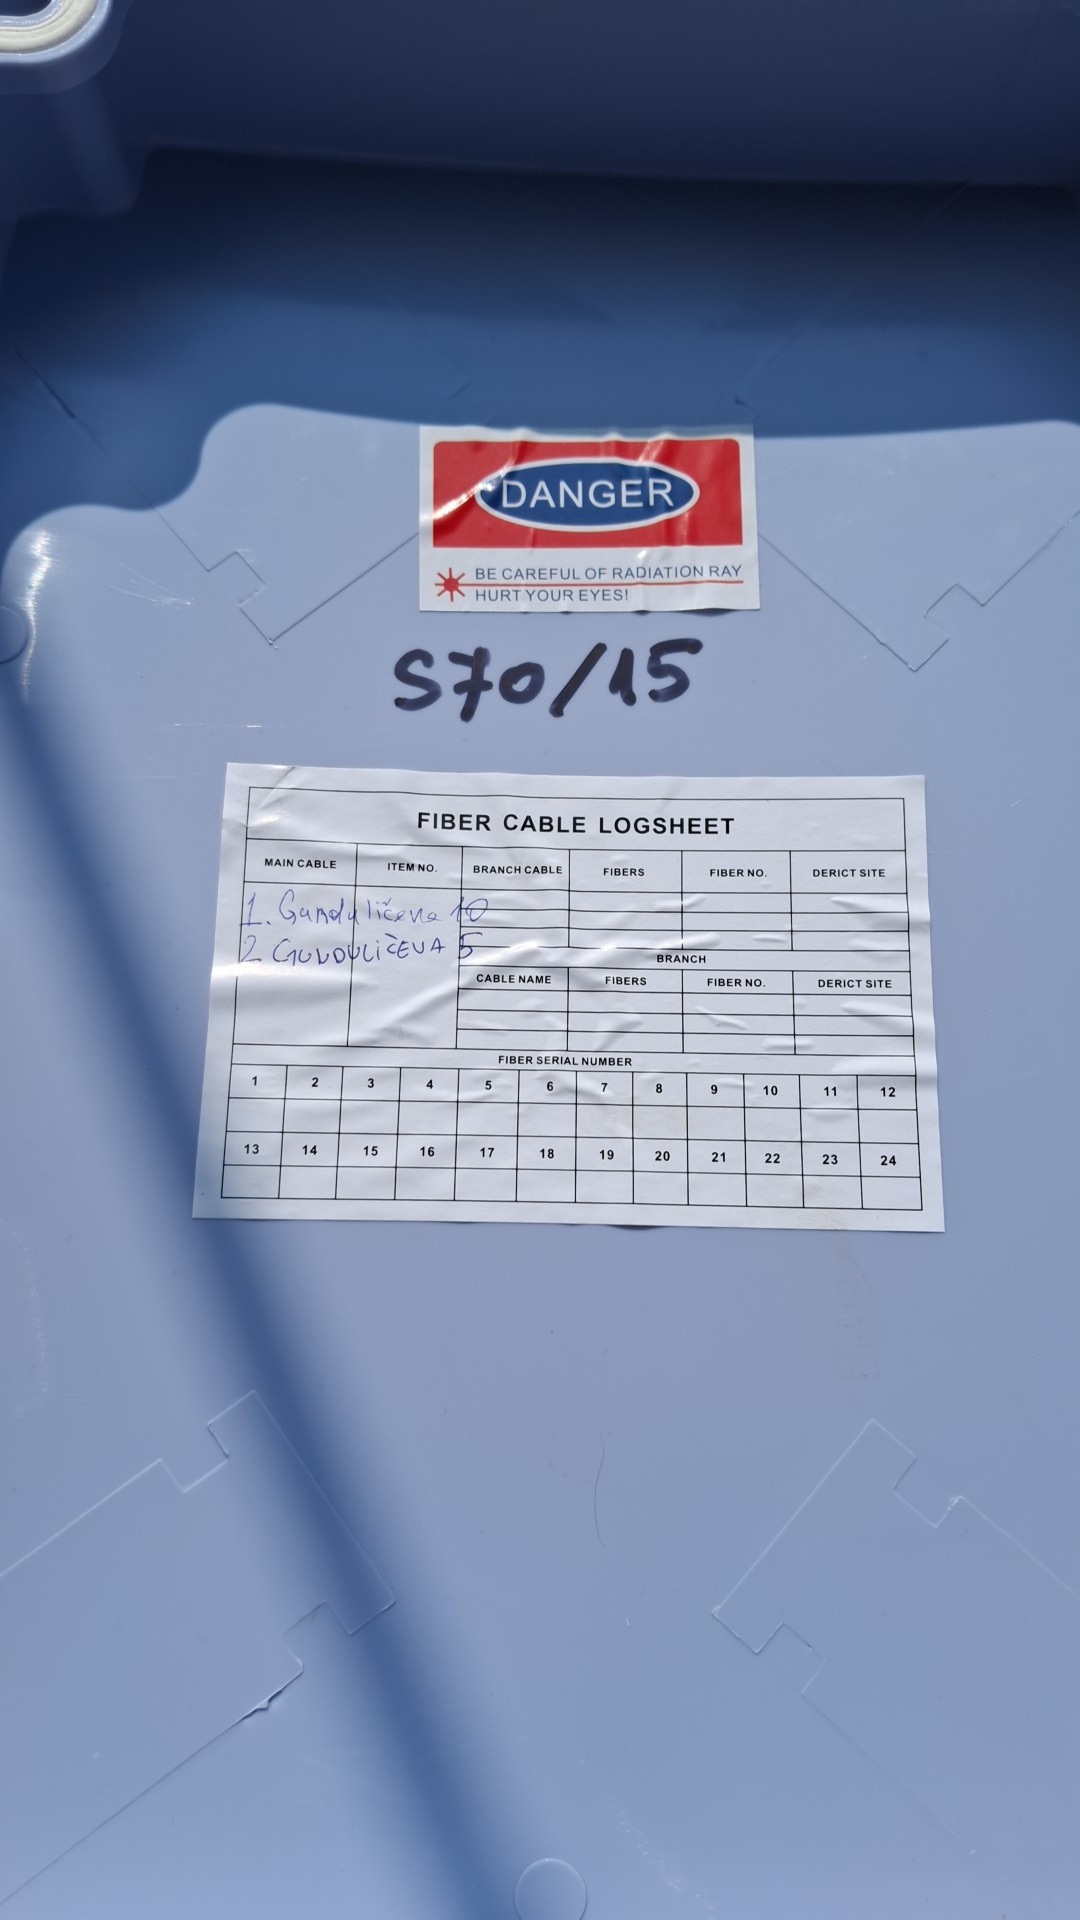 DANGER
BE CAREFUL OF RADIATION RAY
HURT YOUR EYES!
S70/15
FIBER CABLE LOGSHEET
MAIN CABLE ITEM NO. BRANCH CABLE FIBERS FIBER NO. DERICT SITE
1. Gundulićeva 10
2 GUNDULIČEVA 5
BRANCH
CABLE NAME FIBERS FIBER NO. DERICT SITE
FIBER SERIAL NUMBER
1 2 3 4 5 6 7 8 9 10 11 12
13 14 15 16 17 18 19 20 21 22 23 24